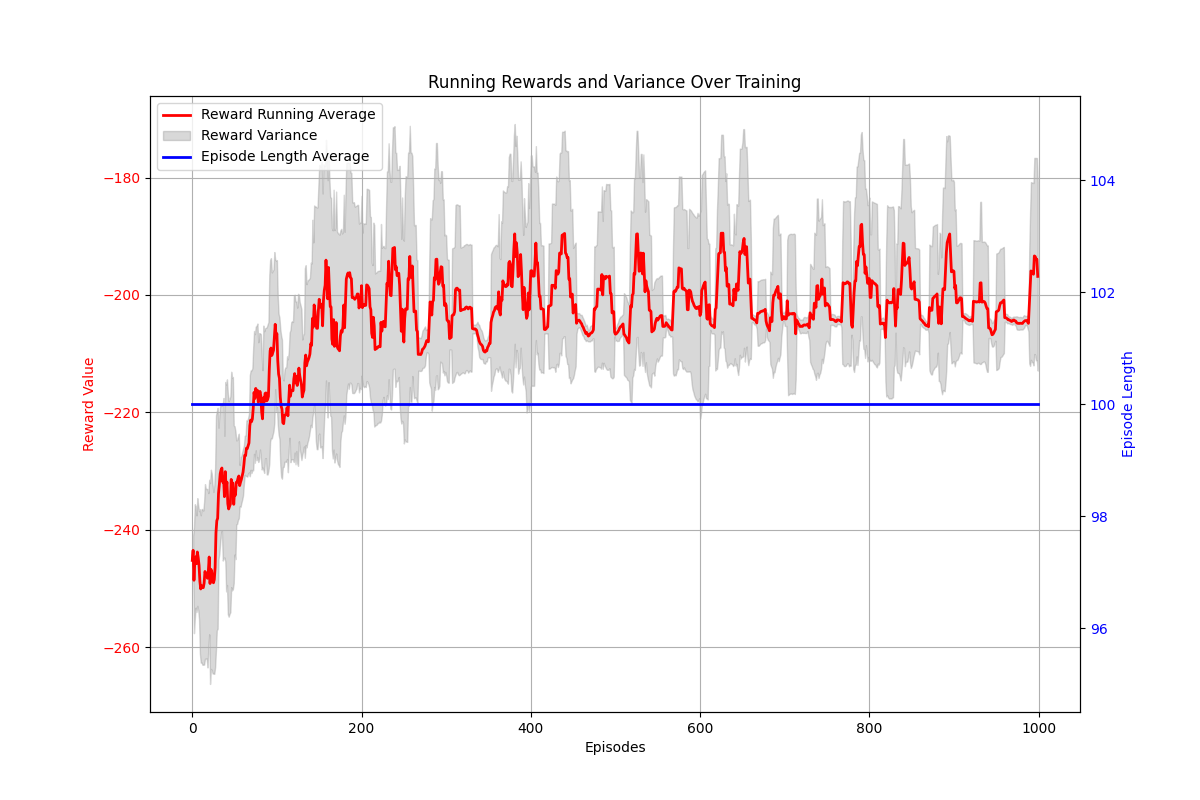 Running Rewards and Variance Over Training
Reward Running Average
Reward Variance
Episode Length Average
Reward Value
−180
−200
−220
−240
−260
104
102
100
98
96
Episode Length
0 200 400 600 800 1000
Episodes